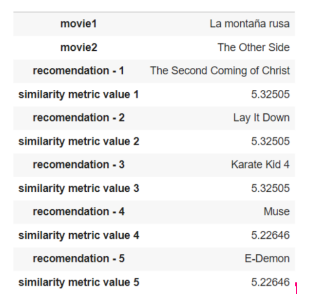 movie1 La montaña rusa
movie2 The Other Side
recomendation - 1 The Second Coming of Christ
similarity metric value 1 5.32505
recomendation - 2 Lay It Down
similarity metric value 2 5.32505
recomendation - 3 Karate Kid 4
similarity metric value 3 5.32505
recomendation - 4 Muse
similarity metric value 4 5.22646
recomendation - 5 E-Demon
similarity metric value 5 5.22646